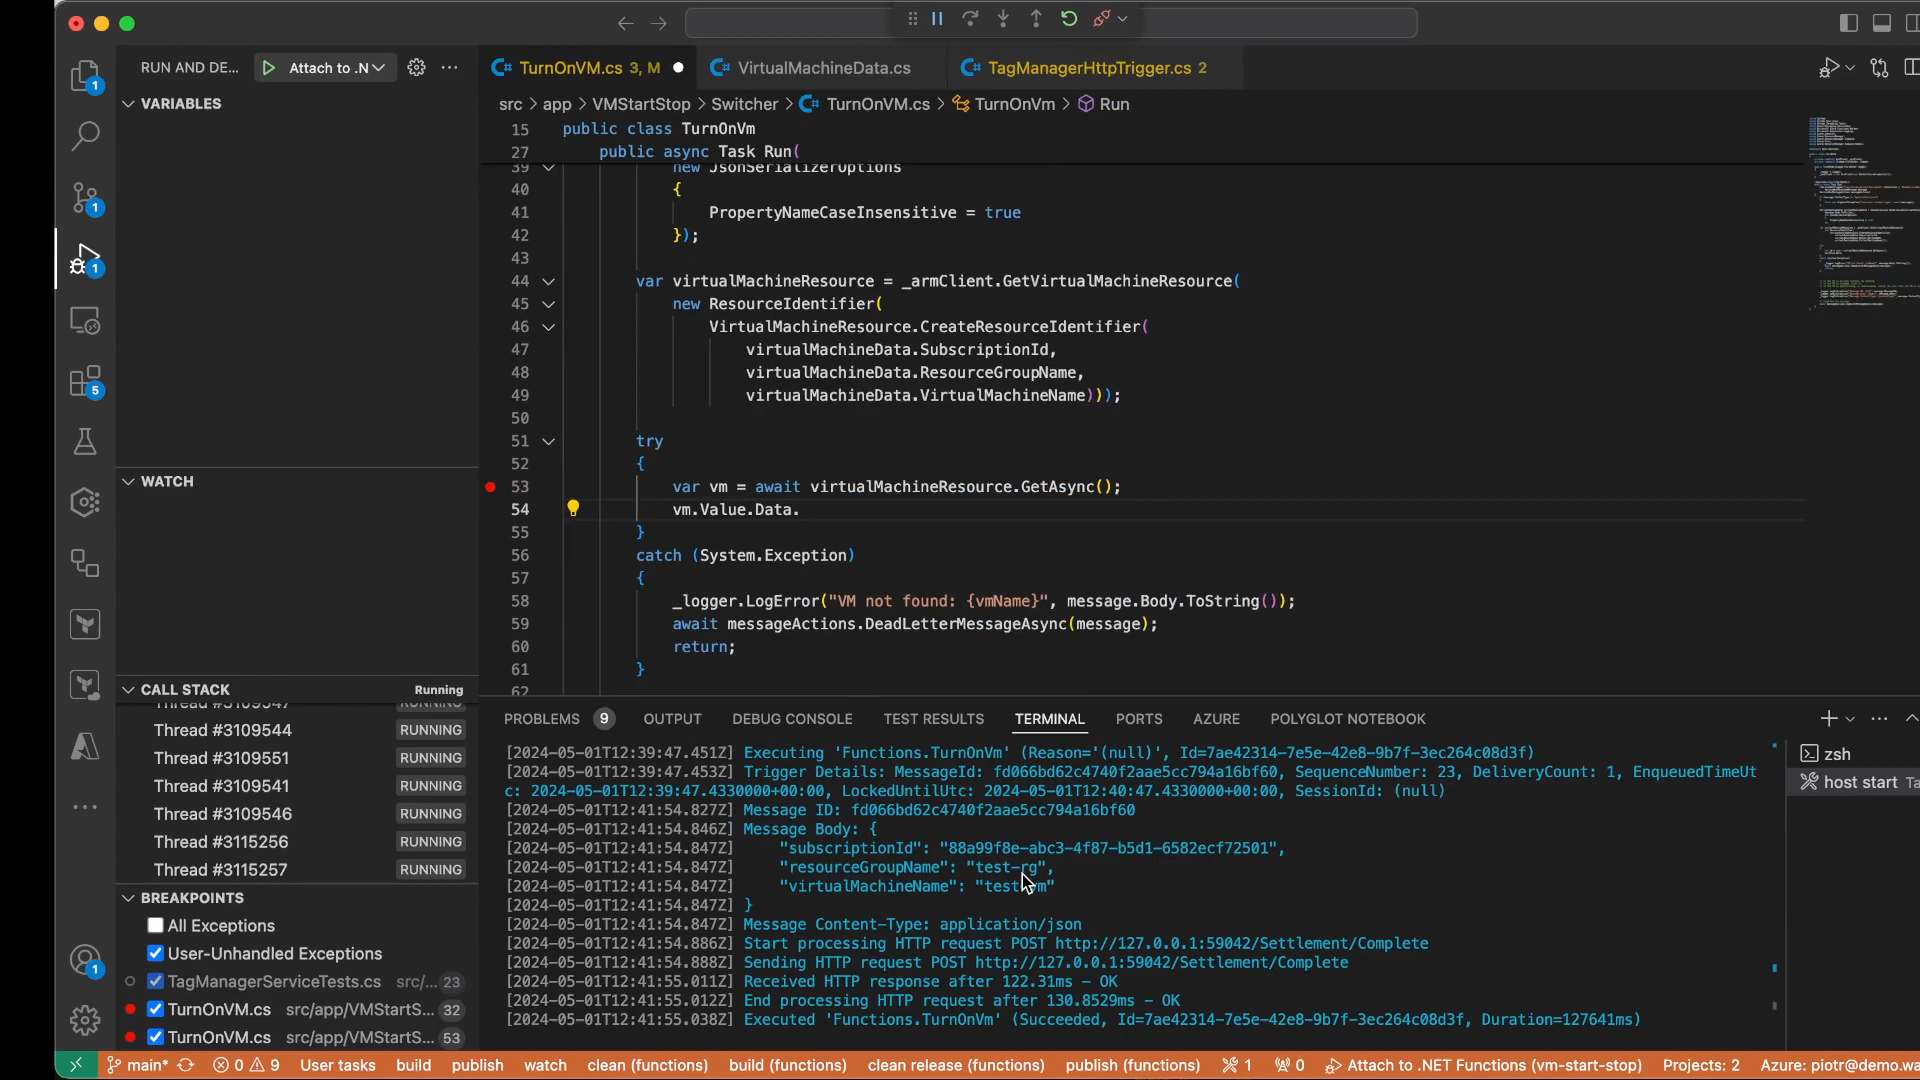 RUN AND DE...
Attach to .N
TurnOnVM.cs 3, M
VirtualMachineData.cs
TagManagerHttpTrigger.cs 2
VARIABLES
src > app > VMStartStop > Switcher > TurnOnVM.cs > TurnOnVm > Run
15 public class TurnOnVm
27 public async Task Run(
39 new JsonSerializerOptions
40 {
41 PropertyNameCaseInsensitive = true
42 });
43
44 var virtualMachineResource = _armClient.GetVirtualMachineResource(
45 new ResourceIdentifier(
46 VirtualMachineResource.CreateResourceIdentifier(
47 virtualMachineData.SubscriptionId,
48 virtualMachineData.ResourceGroupName,
49 virtualMachineData.VirtualMachineName)));
50
51 try
52 {
53 var vm = await virtualMachineResource.GetAsync();
54 vm.Value.Data.
55 }
56 catch (System.Exception)
57 {
58 _logger.LogError("VM not found: {vmName}", message.Body.ToString());
59 await messageActions.DeadLetterMessageAsync(message);
60 return;
61 }
62
WATCH
CALL STACK Running
Thread #3109547 RUNNING
Thread #3109544 RUNNING
Thread #3109551 RUNNING
Thread #3109541 RUNNING
Thread #3109546 RUNNING
Thread #3115256 RUNNING
Thread #3115257 RUNNING
BREAKPOINTS
All Exceptions
User-Unhandled Exceptions
TagManagerServiceTests.cs src/... 23
TurnOnVM.cs src/app/VMStartS... 32
TurnOnVM.cs src/app/VMStartS... 53
PROBLEMS 9 OUTPUT DEBUG CONSOLE TEST RESULTS TERMINAL PORTS AZURE POLYGLOT NOTEBOOK
[2024-05-01T12:39:47.451Z] Executing 'Functions.TurnOnVm' (Reason='(null)', Id=7ae42314-7e5e-42e8-9b7f-3ec264c08d3f)
[2024-05-01T12:39:47.453Z] Trigger Details: MessageId: fd066bd62c4740f2aae5cc794a16bf60, SequenceNumber: 23, DeliveryCount: 1, EnqueuedTimeUt
c: 2024-05-01T12:39:47.4330000+00:00, LockedUntilUtc: 2024-05-01T12:40:47.4330000+00:00, SessionId: (null)
[2024-05-01T12:41:54.827Z] Message ID: fd066bd62c4740f2aae5cc794a16bf60
[2024-05-01T12:41:54.846Z] Message Body: {
[2024-05-01T12:41:54.847Z] "subscriptionId": "88a99f8e-abc3-4f87-b5d1-6582ecf72501",
[2024-05-01T12:41:54.847Z] "resourceGroupName": "test-rg",
[2024-05-01T12:41:54.847Z] "virtualMachineName": "test-vm"
[2024-05-01T12:41:54.847Z] }
[2024-05-01T12:41:54.847Z] Message Content-Type: application/json
[2024-05-01T12:41:54.886Z] Start processing HTTP request POST http://127.0.0.1:59042/Settlement/Complete
[2024-05-01T12:41:54.888Z] Sending HTTP request POST http://127.0.0.1:59042/Settlement/Complete
[2024-05-01T12:41:55.011Z] Received HTTP response after 122.31ms - OK
[2024-05-01T12:41:55.012Z] End processing HTTP request after 130.8529ms - OK
[2024-05-01T12:41:55.038Z] Executed 'Functions.TurnOnVm' (Succeeded, Id=7ae42314-7e5e-42e8-9b7f-3ec264c08d3f, Duration=127641ms)
zsh
host start Ta
1
1
1
5
1
main* 0 9 User tasks build publish watch clean (functions) build (functions) clean release (functions) publish (functions) 1 0 Attach to .NET Functions (vm-start-stop) Projects: 2 Azure: piotr@demo.wa